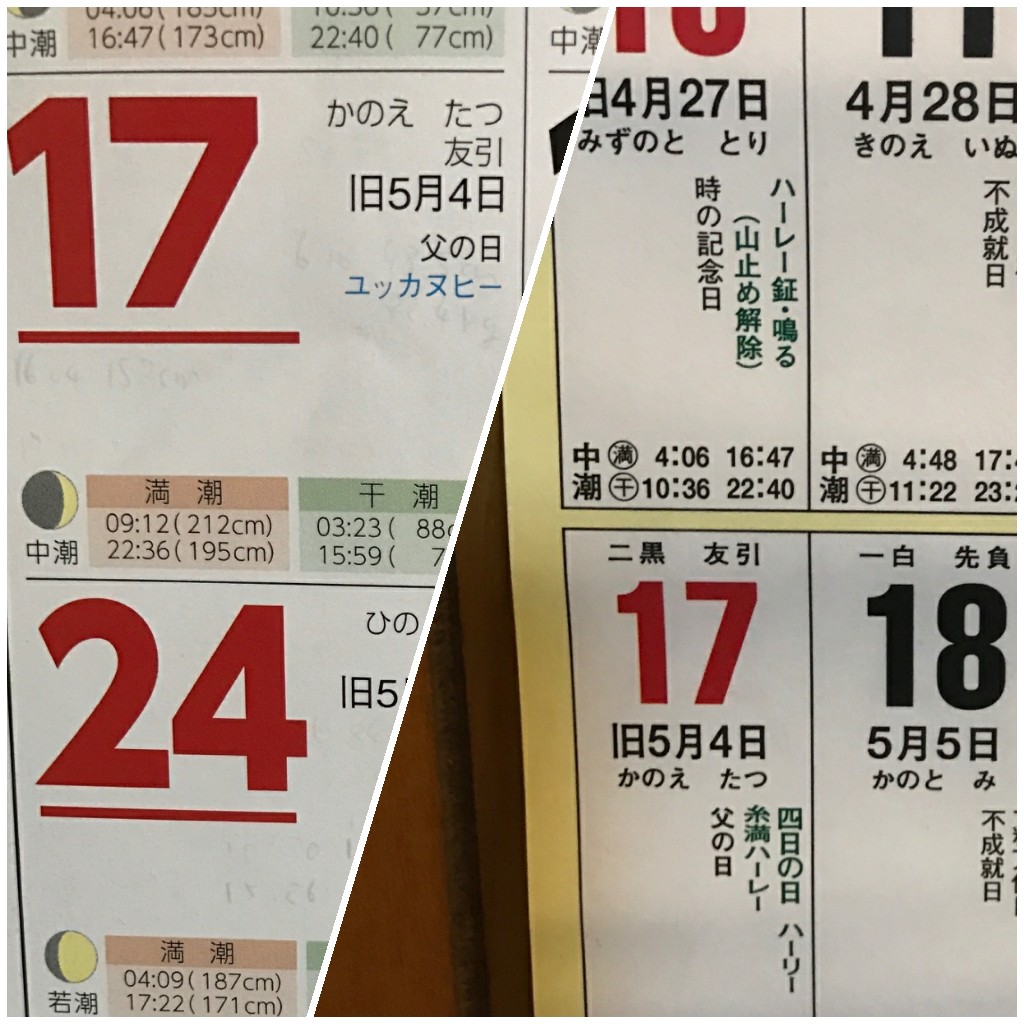 16:47(173cm)
22:40( 77cm)
中潮
17
かのえ たつ
友引
旧5月4日
父の日
ユッカヌヒー
満 潮
干 潮
09:12(212cm)
03:23( 88
22:36(195cm)
15:59(
中潮
24
ひの
旧5
満 潮
04:09(187cm)
17:22(171cm)
若潮
中潮
旧4月27日
みずのと とり
ハーレー鉦・鳴る
(山止め解除)
時の記念日
中潮
満 4:06 16:47
干 10:36 22:40
11
4月28日
きのえ いぬ
不成就日
中潮
満 4:48 17:4
干 11:22 23:
二黒 友引
17
旧5月4日
かのえ たつ
四日の日 ハーリー
糸満ハーレー
父の日
一白 先負
18
5月5日
かのと み
不成就日